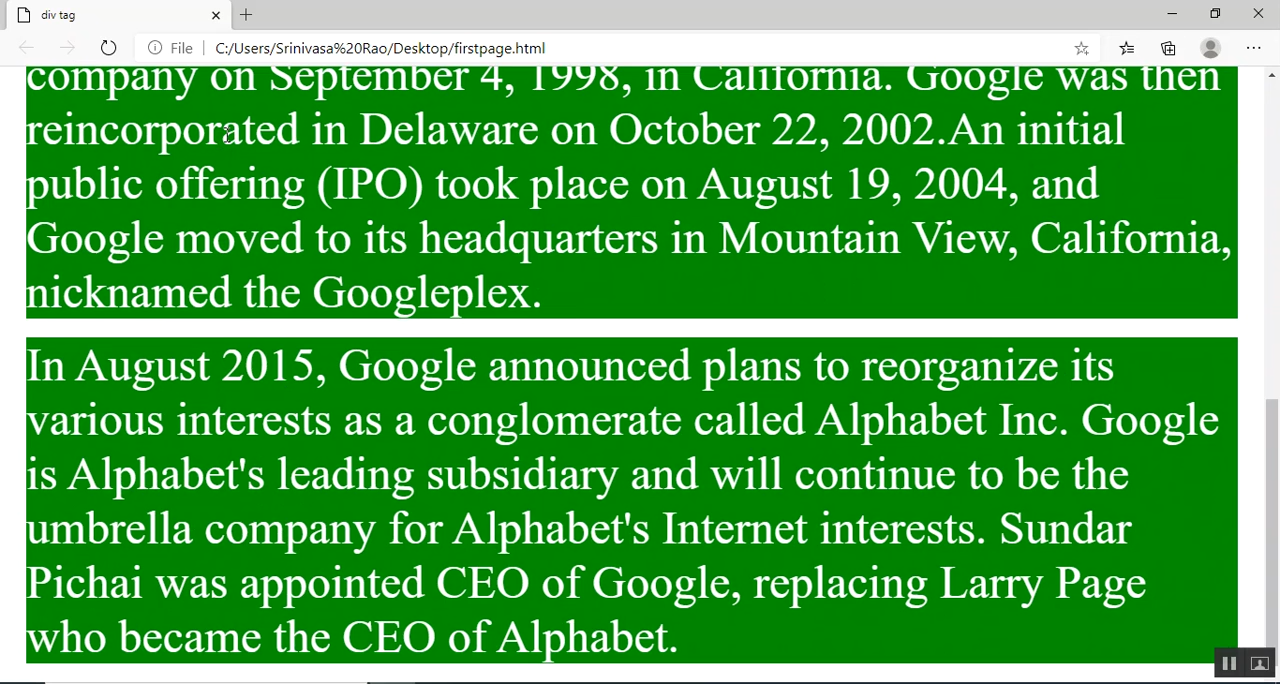 div tag
File
C:/Users/Srinivasa%20Rao/Desktop/firstpage.html
company on September 4, 1998, in California. Google was then
reincorporated in Delaware on October 22, 2002.An initial
public offering (IPO) took place on August 19, 2004, and
Google moved to its headquarters in Mountain View, California,
nicknamed the Googleplex.
In August 2015, Google announced plans to reorganize its
various interests as a conglomerate called Alphabet Inc. Google
is Alphabet's leading subsidiary and will continue to be the
umbrella company for Alphabet's Internet interests. Sundar
Pichai was appointed CEO of Google, replacing Larry Page
who became the CEO of Alphabet.